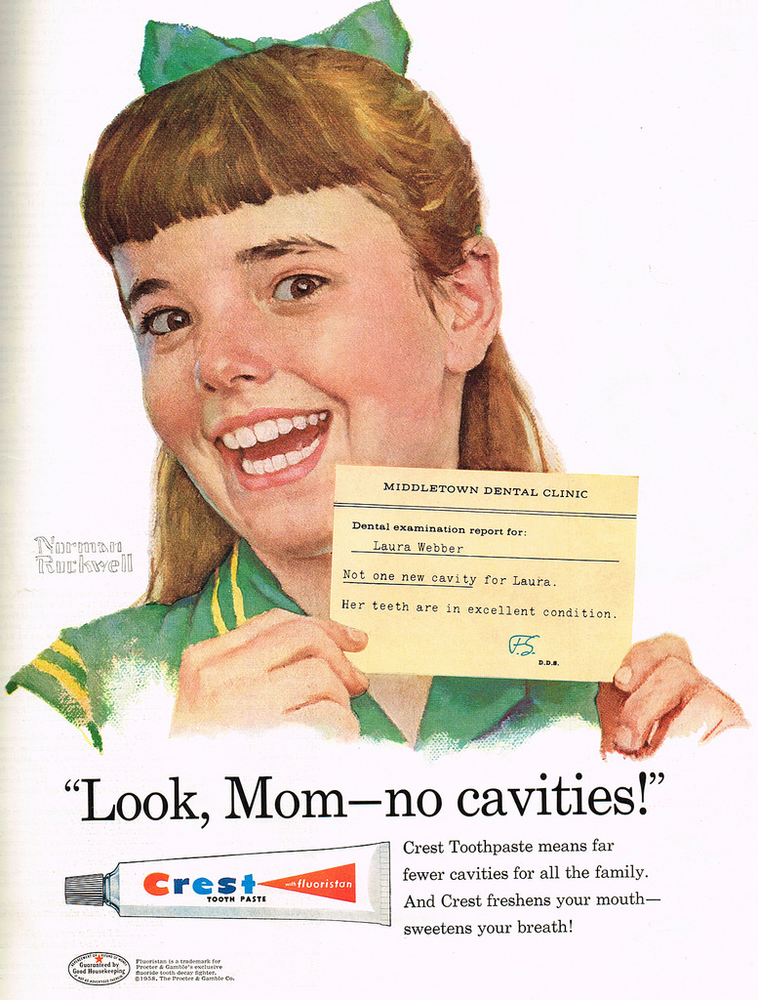 MIDDLETOWN DENTAL CLINIC
Dental examination report for:
Laura Webber
Not one new cavity for Laura.
Her teeth are in excellent condition.
F.S.
D.D.S.
Norman
Rockwell
“Look, Mom—no cavities!”
Crest with fluoristan
TOOTH PASTE
Crest Toothpaste means far
fewer cavities for all the family.
And Crest freshens your mouth—
sweetens your breath!
Guaranteed by
Good Housekeeping
Fluoristan is a trademark for
Procter & Gamble's exclusive
fluoride tooth decay fighter.
©1958, The Procter & Gamble Co.